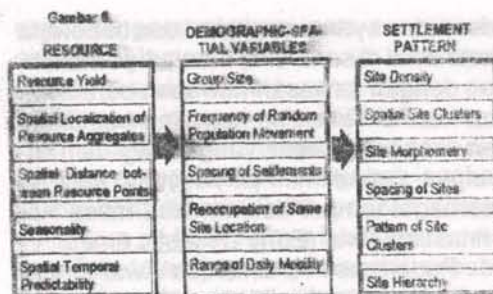 Gambar 6.
RESOURCE
Resource Yield
Spatial Localization of
Resource Aggregates
Spatial Distance bet-
ween Resource Points
Seasonality
Spatial Temporal
Predictability
DEMOGRAPHIC-SPA-
TIAL VARIABLES
Group Size
Frequency of Random
Population Movement
Spacing of Settlements
Reoccupation of Same
Site Location
Range of Daily Mobility
SETTLEMENT
PATTERN
Site Density
Spatial Site Clusters
Site Morphometry
Spacing of Sites
Pattern of Site
Clusters
Site Hierarchy